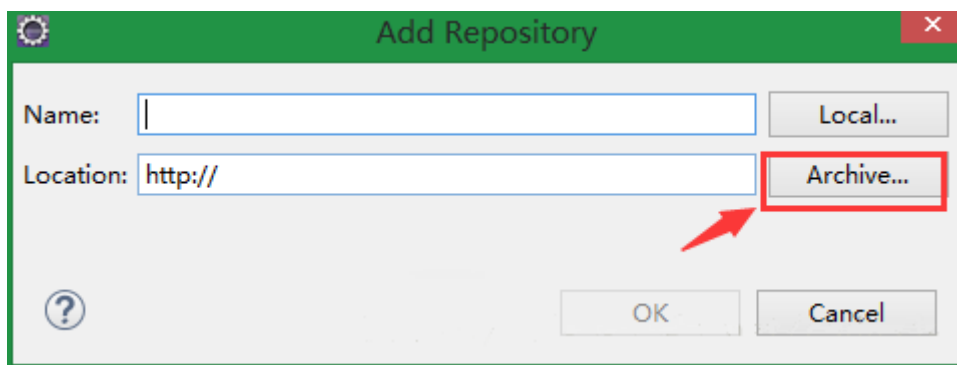 Add Repository
Name: Local...
Location: http:// Archive...
? OK Cancel